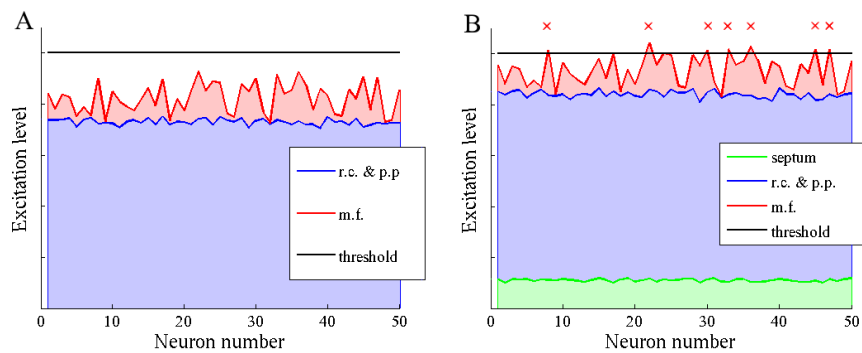 A
Excitation level
r.c. & p.p
m.f.
threshold
0 10 20 30 40 50
Neuron number
B
× × × × × × ×
Excitation level
septum
r.c. & p.p.
m.f.
threshold
0 10 20 30 40 50
Neuron number